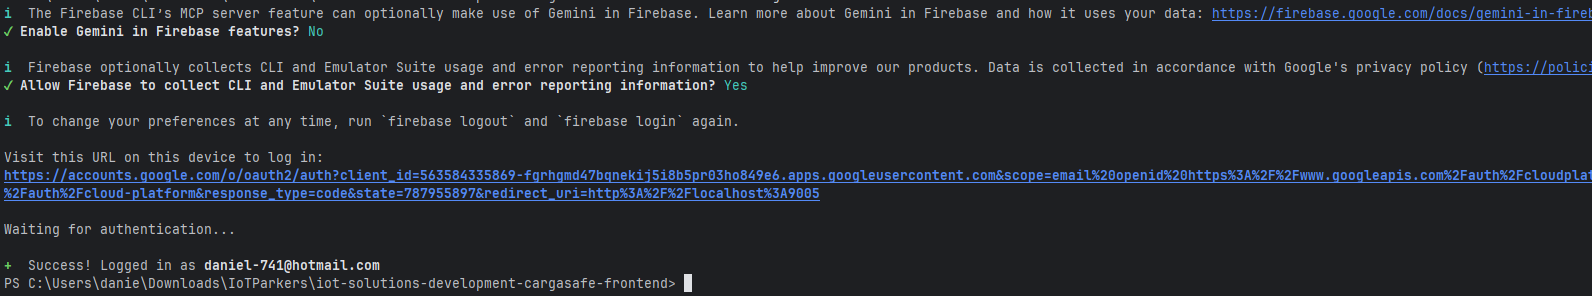 i  The Firebase CLI's MCP server feature can optionally make use of Gemini in Firebase. Learn more about Gemini in Firebase and how it uses your data: https://firebase.google.com/docs/gemini-in-fireb
✓ Enable Gemini in Firebase features? No
i  Firebase optionally collects CLI and Emulator Suite usage and error reporting information to help improve our products. Data is collected in accordance with Google's privacy policy (https://polici
✓ Allow Firebase to collect CLI and Emulator Suite usage and error reporting information? Yes
i  To change your preferences at any time, run `firebase logout` and `firebase login` again.
Visit this URL on this device to log in:
https://accounts.google.com/o/oauth2/auth?client_id=563584335869-fgrhgmd47bqnekij5i8b5pr03ho849e6.apps.googleusercontent.com&scope=email%20openid%20https%3A%2F%2Fwww.googleapis.com%2Fauth%2Fcloudplat
%2Fauth%2Fcloud-platform&response_type=code&state=787955897&redirect_uri=http%3A%2F%2Flocalhost%3A9005
Waiting for authentication...
+  Success! Logged in as daniel-741@hotmail.com
PS C:\Users\danie\Downloads\IoTParkers\iot-solutions-development-cargasafe-frontend>